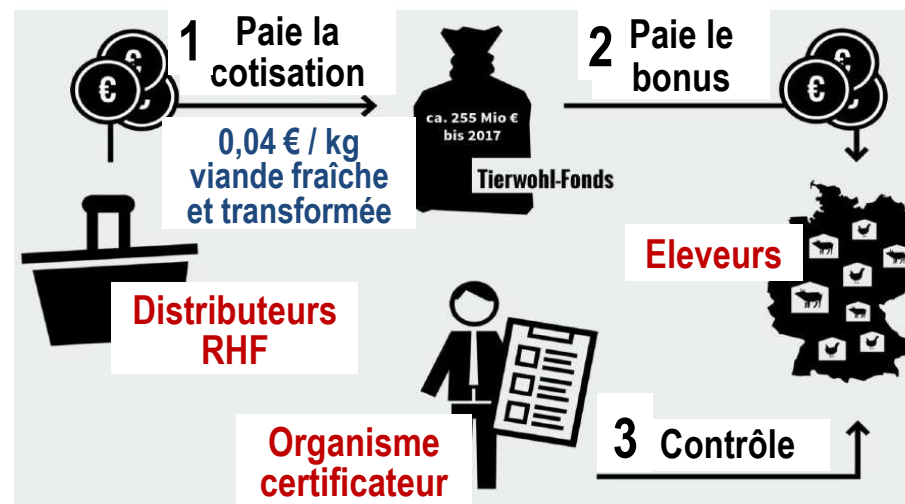 1 Paie la
cotisation
2 Paie le
bonus
€
€
ca. 255 Mio €
bis 2017
Tierwohl-Fonds
0,04 € / kg
viande fraîche
et transformée
Eleveurs
Distributeurs
RHF
Organisme
certificateur
3 Contrôle